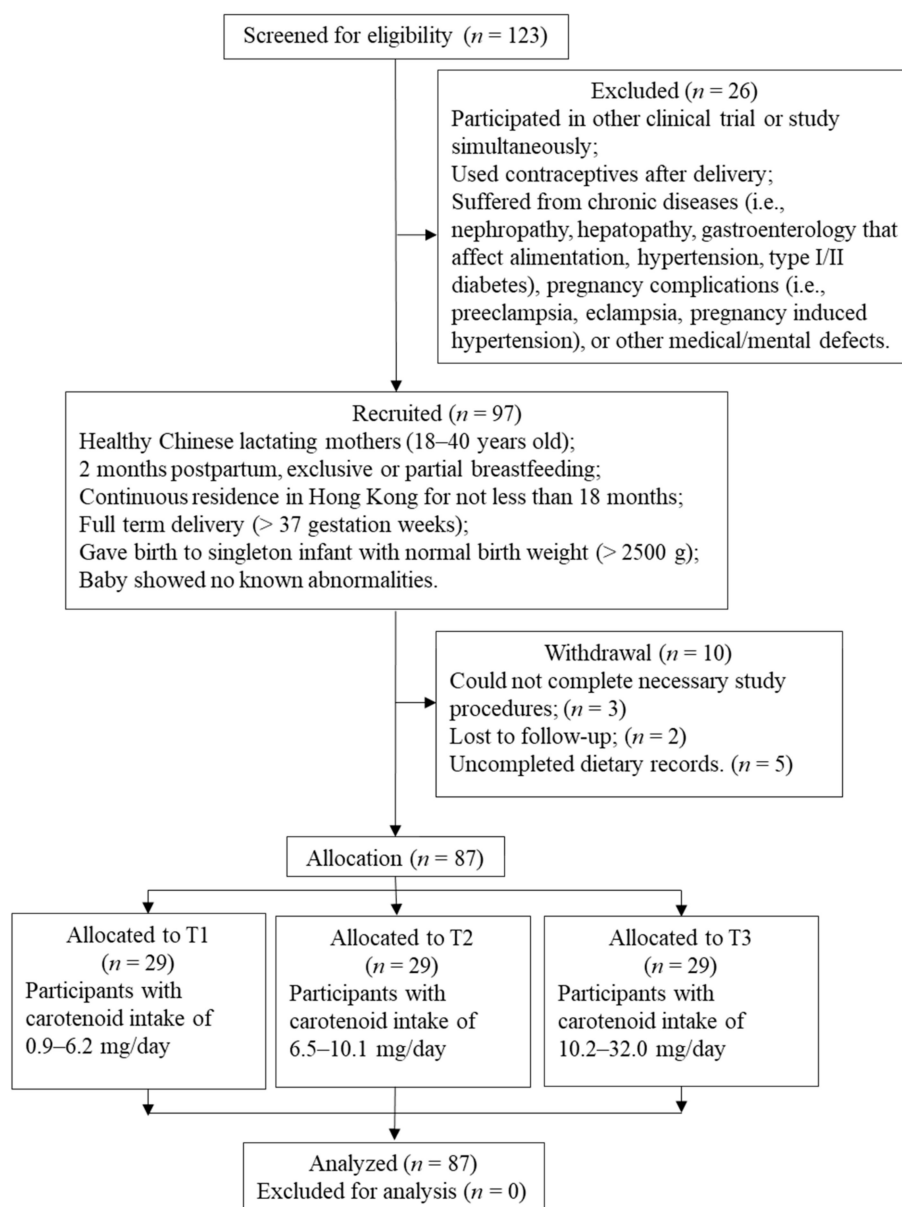 Screened for eligibility (n = 123)
Excluded (n = 26)
Participated in other clinical trial or study
simultaneously;
Used contraceptives after delivery;
Suffered from chronic diseases (i.e.,
nephropathy, hepatopathy, gastroenterology that
affect alimentation, hypertension, type I/II
diabetes), pregnancy complications (i.e.,
preeclampsia, eclampsia, pregnancy induced
hypertension), or other medical/mental defects.
Recruited (n = 97)
Healthy Chinese lactating mothers (18–40 years old);
2 months postpartum, exclusive or partial breastfeeding;
Continuous residence in Hong Kong for not less than 18 months;
Full term delivery (> 37 gestation weeks);
Gave birth to singleton infant with normal birth weight (> 2500 g);
Baby showed no known abnormalities.
Withdrawal (n = 10)
Could not complete necessary study
procedures; (n = 3)
Lost to follow-up; (n = 2)
Uncompleted dietary records. (n = 5)
Allocation (n = 87)
Allocated to T1
(n = 29)
Participants with
carotenoid intake of
0.9–6.2 mg/day
Allocated to T2
(n = 29)
Participants with
carotenoid intake of
6.5–10.1 mg/day
Allocated to T3
(n = 29)
Participants with
carotenoid intake of
10.2–32.0 mg/day
Analyzed (n = 87)
Excluded for analysis (n = 0)